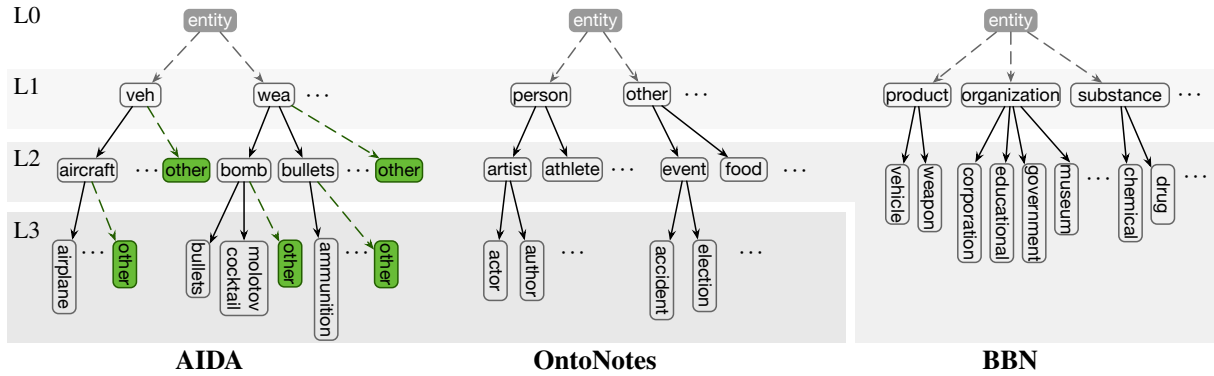 L0
entity
entity
entity
L1
veh
wea
...
person
other
...
product
organization
substance
...
L2
aircraft
...
other
bomb
bullets
...
other
artist
athlete
...
event
food
...
vehicle
weapon
corporation
educational
government
museum
...
chemical
drug
...
L3
airplane
...
other
bullets
molotov
cocktail
other
ammunition
...
other
actor
author
...
accident
election
...
AIDA
OntoNotes
BBN